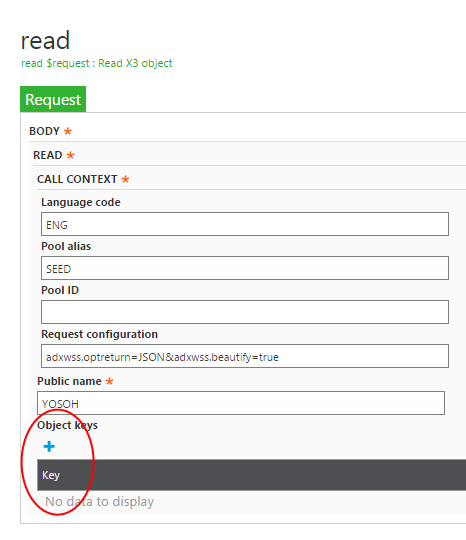 read
read $request : Read X3 object
Request
BODY *
READ *
CALL CONTEXT *
Language code
ENG
Pool alias
SEED
Pool ID
Request configuration
adxwss.optreturn=JSON&adxwss.beautify=true
Public name *
YOSOH
Object keys
+
Key
No data to display